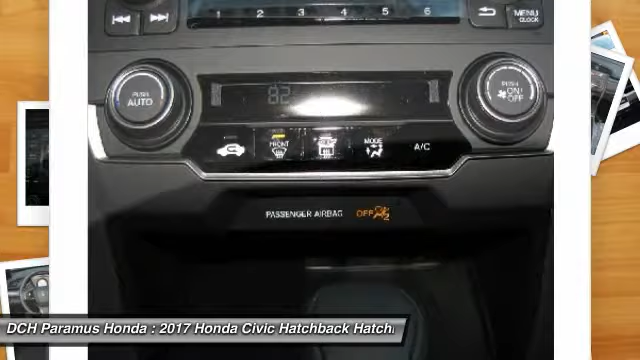 1 2 3 4 5 6
MENU
CLOCK
PUSH
AUTO
82
PUSH
ON/
OFF
FRONT
REAR
MODE
A/C
PASSENGER AIRBAG OFF
DCH Paramus Honda : 2017 Honda Civic Hatchback Hatch